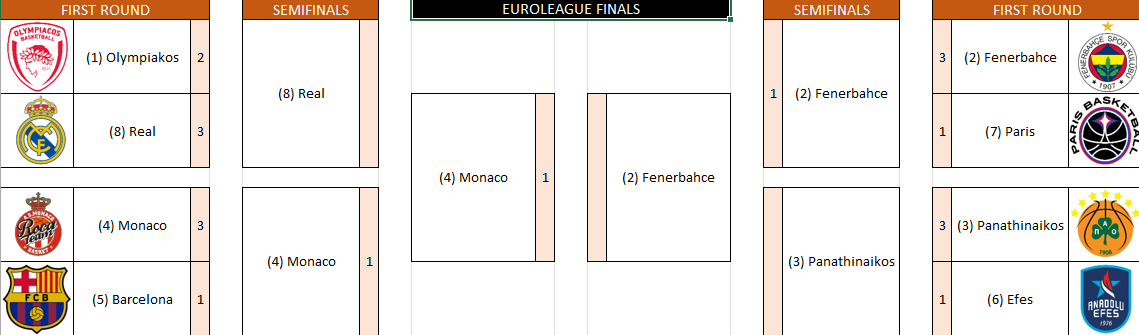 FIRST ROUND
SEMIFINALS
EUROLEAGUE FINALS
SEMIFINALS
FIRST ROUND
OLYMPIACOS
BASKETBALL
(1) Olympiakos 2
(8) Real 3
(8) Real
(4) Monaco 1
(2) Fenerbahce
1 (2) Fenerbahce
3 (2) Fenerbahce
FENERBAHÇE SPOR KULÜBÜ
1907
1 (7) Paris
PARIS BASKETBALL
A.S. MONACO
Roca
team
BASKET
(4) Monaco 3
FCB
(5) Barcelona 1
(4) Monaco 1
(3) Panathinaikos
3 (3) Panathinaikos
ΠΑΟ
1908
1 (6) Efes
ANADOLU
EFES
1976